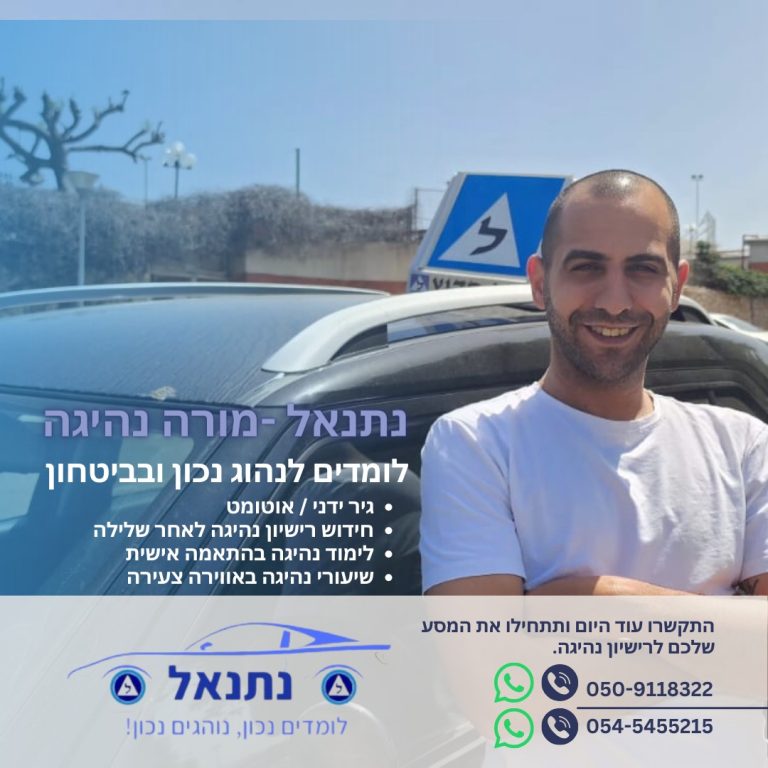 ל
נתנאל -מורה נהיגה
לומדים לנהוג נכון ובביטחון
• גיר ידני / אוטומט
• חידוש רישיון נהיגה לאחר שלילה
• לימוד נהיגה בהתאמה אישית
• שיעורי נהיגה באווירה צעירה
התקשרו עוד היום ותתחילו את המסע
שלכם לרישיון נהיגה.
050-9118322
054-5455215
ל נתנאל ל
לומדים נכון, נוהגים נכון!